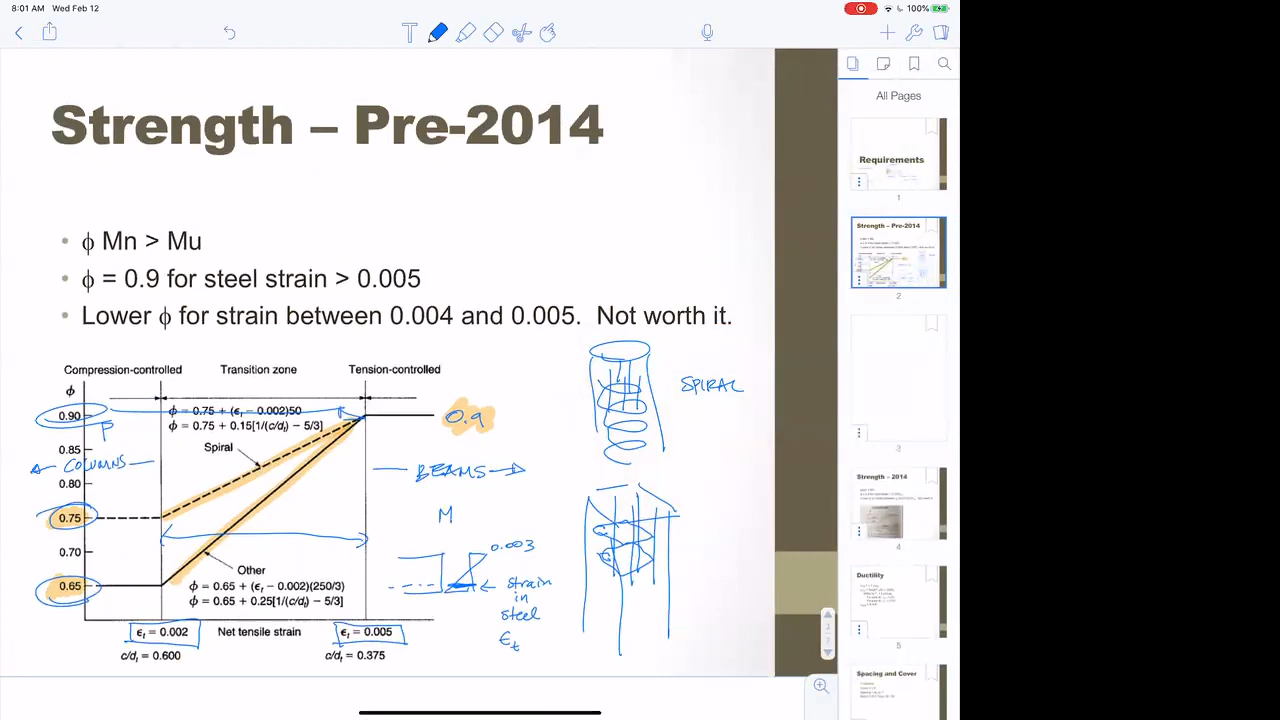 8:01 AM Wed Feb 12
100%
All Pages
Strength – Pre-2014
• ϕ Mn > Mu
• ϕ = 0.9 for steel strain > 0.005
• Lower ϕ for strain between 0.004 and 0.005. Not worth it.
Compression-controlled Transition zone Tension-controlled
ϕ
0.90
0.85
0.80
0.75
0.70
0.65
ϕ = 0.75 + (ϵt − 0.002)50
ϕ = 0.75 + 0.15[1/(c/dt) − 5/3]
Spiral
Other
ϕ = 0.65 + (ϵt − 0.002)(250/3)
ϕ = 0.65 + 0.25[1/(c/dt) − 5/3]
ϵt = 0.002 Net tensile strain ϵt = 0.005
c/dt = 0.600 c/dt = 0.375
0.9
P
COLUMNS
BEAMS
M
0.003
strain
in
steel
ϵt
SPIRAL
Requirements
1
Strength – Pre-2014
2
3
Strength – 2014
4
Ductility
5
Spacing and Cover